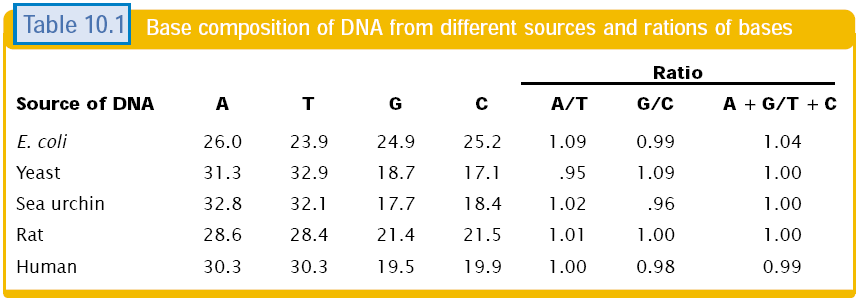 Table 10.1 Base composition of DNA from different sources and rations of bases
Ratio
Source of DNA A T G C A/T G/C A + G/T + C
E. coli 26.0 23.9 24.9 25.2 1.09 0.99 1.04
Yeast 31.3 32.9 18.7 17.1 .95 1.09 1.00
Sea urchin 32.8 32.1 17.7 18.4 1.02 .96 1.00
Rat 28.6 28.4 21.4 21.5 1.01 1.00 1.00
Human 30.3 30.3 19.5 19.9 1.00 0.98 0.99